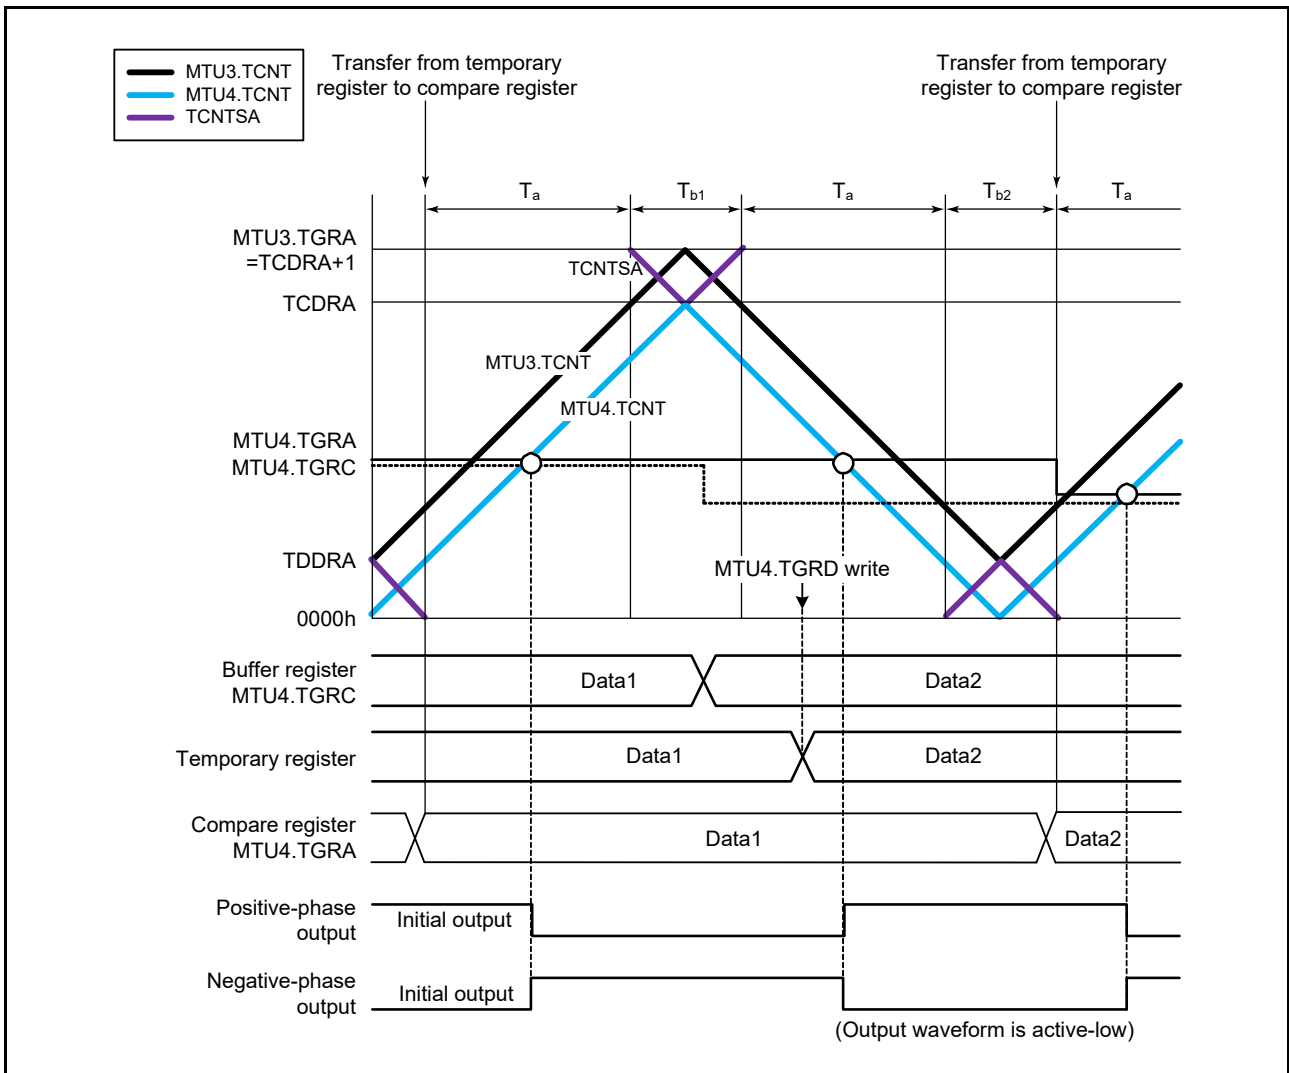 MTU3.TCNT
MTU4.TCNT
TCNTSA
Transfer from temporary
register to compare register
Transfer from temporary
register to compare register
Ta
Tb1
Ta
Tb2
Ta
MTU3.TGRA
=TCDRA+1
TCNTSA
TCDRA
MTU3.TCNT
MTU4.TCNT
MTU4.TGRA
MTU4.TGRC
TDDRA
MTU4.TGRD write
0000h
Buffer register
MTU4.TGRC
Data1
Data2
Temporary register
Data1
Data2
Compare register
MTU4.TGRA
Data1
Data2
Positive-phase
output
Initial output
Negative-phase
output
Initial output
(Output waveform is active-low)